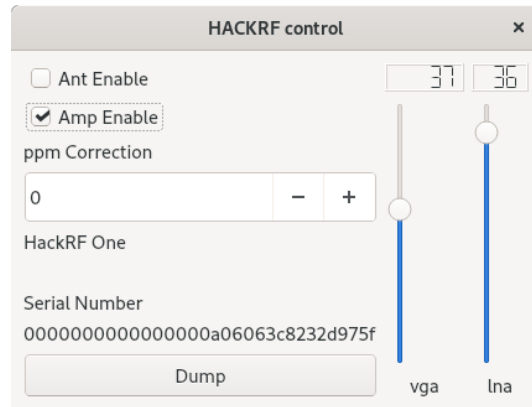 HACKRF control
Ant Enable
37
36
Amp Enable
ppm Correction
0
HackRF One
Serial Number
0000000000000000a06063c8232d975f
Dump
vga
lna